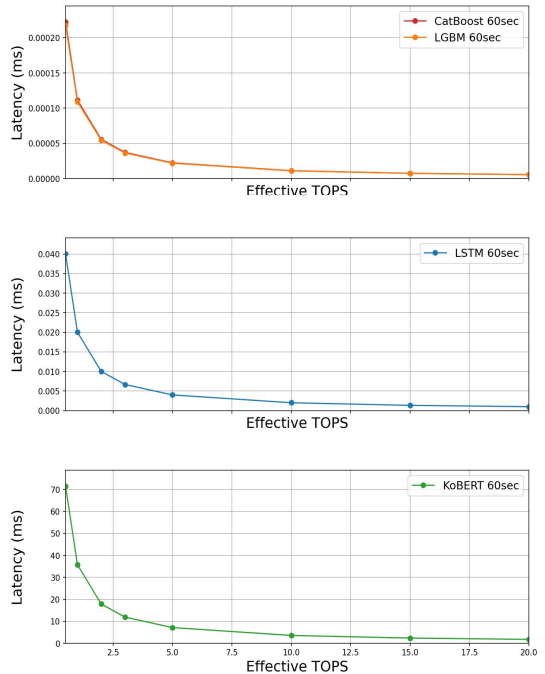 CatBoost 60sec
LGBM 60sec
Latency (ms)
0.00020
0.00015
0.00010
0.00005
0.00000
Effective TOPS
LSTM 60sec
Latency (ms)
0.040
0.035
0.030
0.025
0.020
0.015
0.010
0.005
0.000
Effective TOPS
KoBERT 60sec
Latency (ms)
70
60
50
40
30
20
10
0
2.5 5.0 7.5 10.0 12.5 15.0 17.5 20.0
Effective TOPS